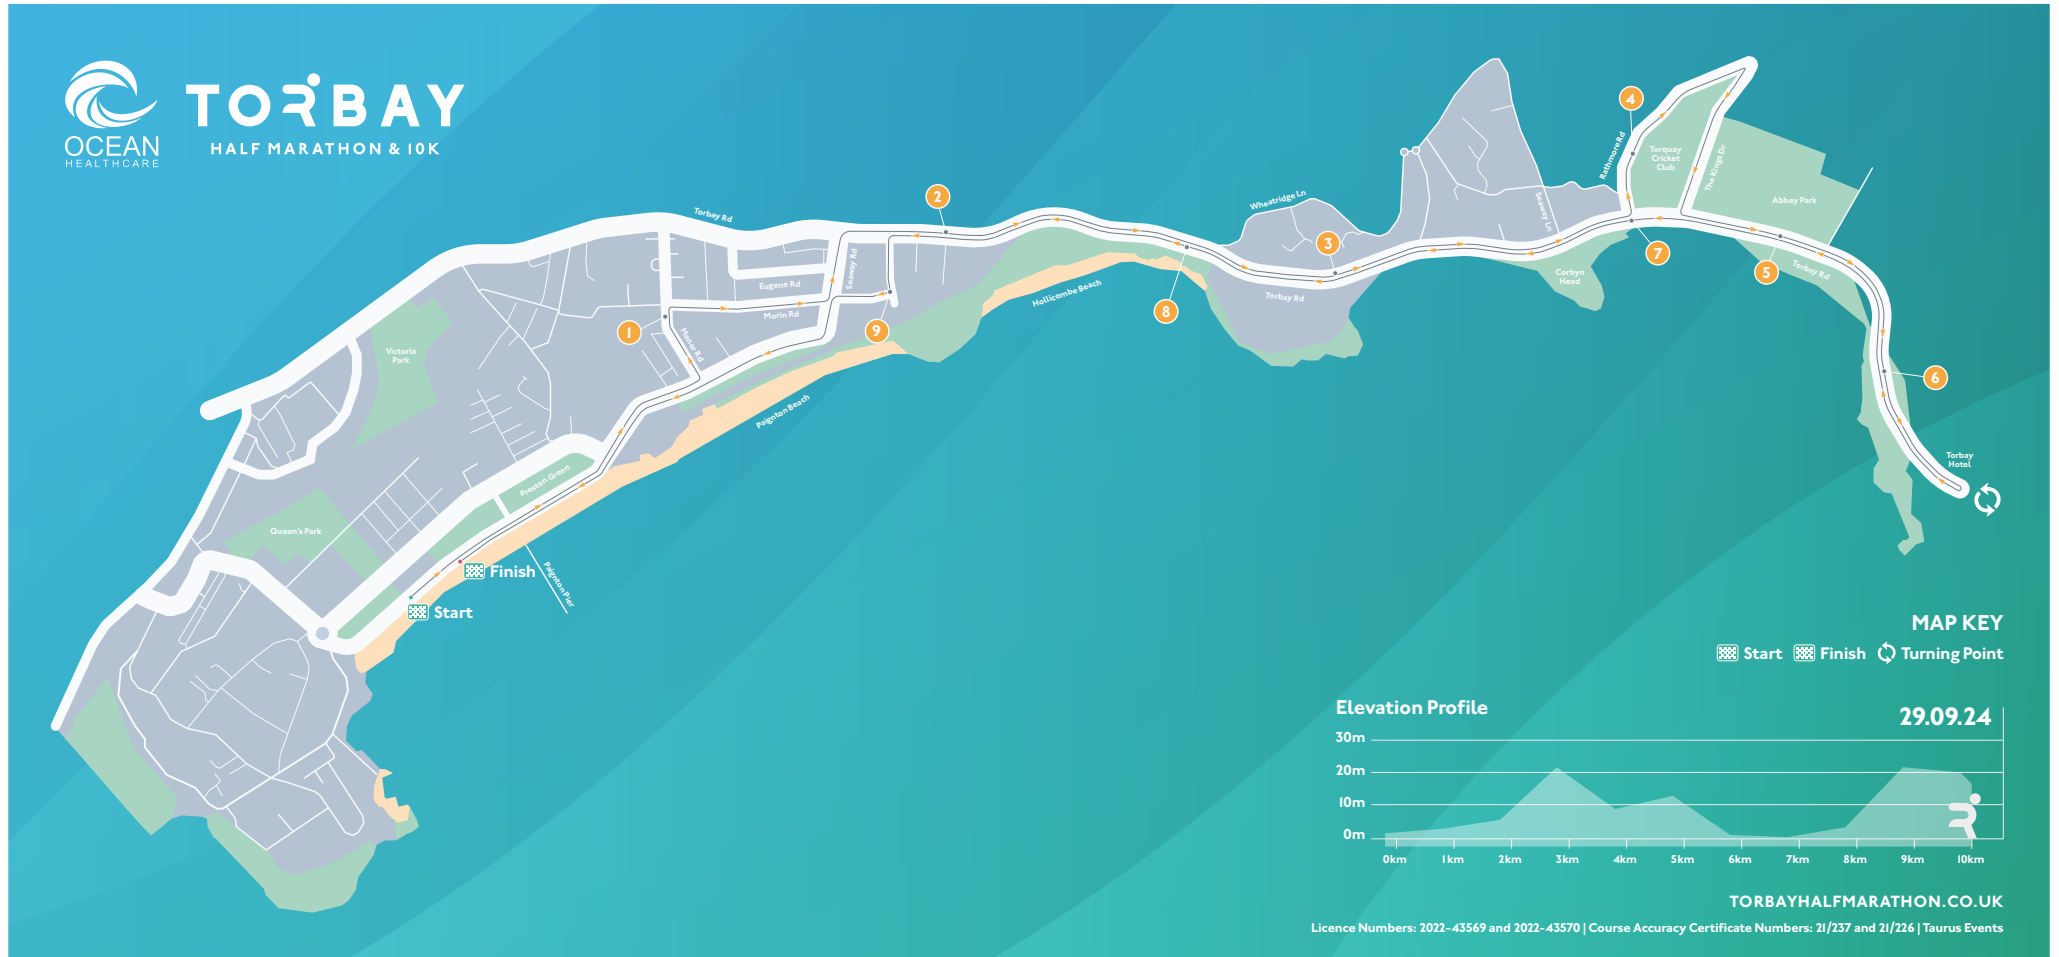 OCEAN
HEALTHCARE
TORBAY
HALF MARATHON & 10K
Torbay Rd
2
Wheatridge Ln
3
4
Rathmore Rd
Torquay
Cricket
Club
The Kings Dr
Abbey Park
Seaway Ln
7
5
Torbay Rd
Corbyn
Head
Seaway Rd
Eugene Rd
Morin Rd
Manor Rd
1
9
8
Hollicombe Beach
Torbay Rd
Victoria
Park
Paignton Beach
6
Torbay
Hotel
Preston Green
Queen's Park
Finish
Start
Paignton Pier
MAP KEY
Start
Finish
Turning Point
Elevation Profile
29.09.24
30m
20m
10m
0m
0km 1km 2km 3km 4km 5km 6km 7km 8km 9km 10km
TORBAYHALFMARATHON.CO.UK
Licence Numbers: 2022-43569 and 2022-43570 | Course Accuracy Certificate Numbers: 21/237 and 21/226 | Taurus Events